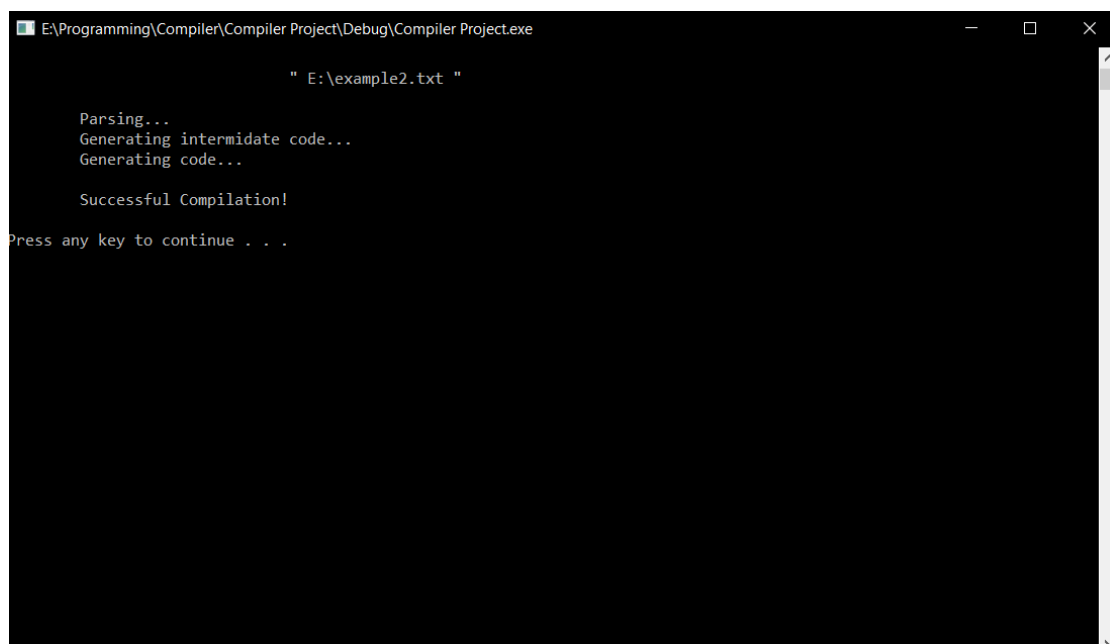 E:\Programming\Compiler\Compiler Project\Debug\Compiler Project.exe
" E:\example2.txt "
Parsing...
Generating intermidate code...
Generating code...
Successful Compilation!
Press any key to continue . . .